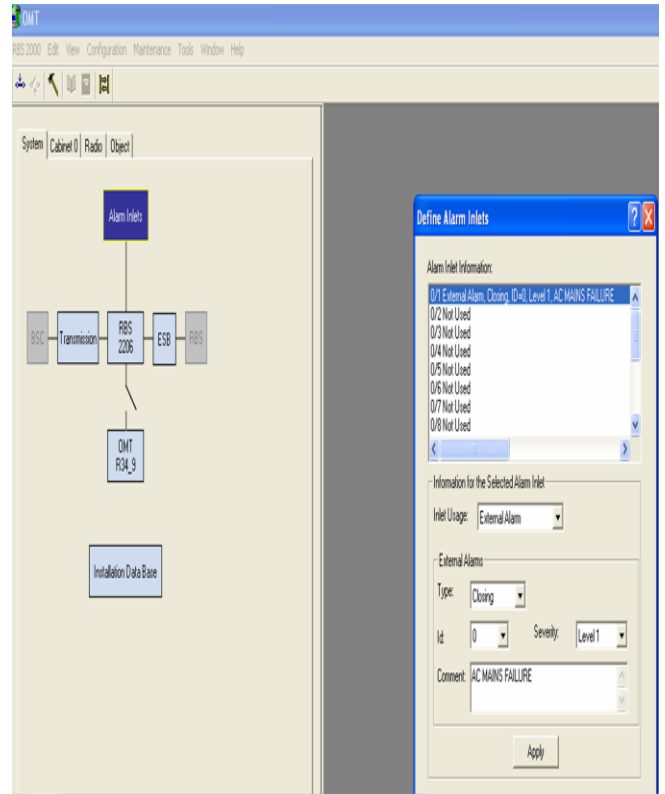 OMT
RBS 2000 Edit View Configuration Maintenance Tools Window Help
System Cabinet 0 Radio Object
Alarm Inlets
BSC Transmission RBS 2206 ESB RBS
OMT
R34_9
Installation Data Base
Define Alarm Inlets
Alarm Inlet Information:
0/1 External Alarm, Closing, ID=0, Level 1, AC MAINS FAILURE
0/2 Not Used
0/3 Not Used
0/4 Not Used
0/5 Not Used
0/6 Not Used
0/7 Not Used
0/8 Not Used
Information for the Selected Alarm Inlet
Inlet Usage: External Alarm
External Alarms
Type: Closing
Id: 0 Severity: Level 1
Comment: AC MAINS FAILURE
Apply